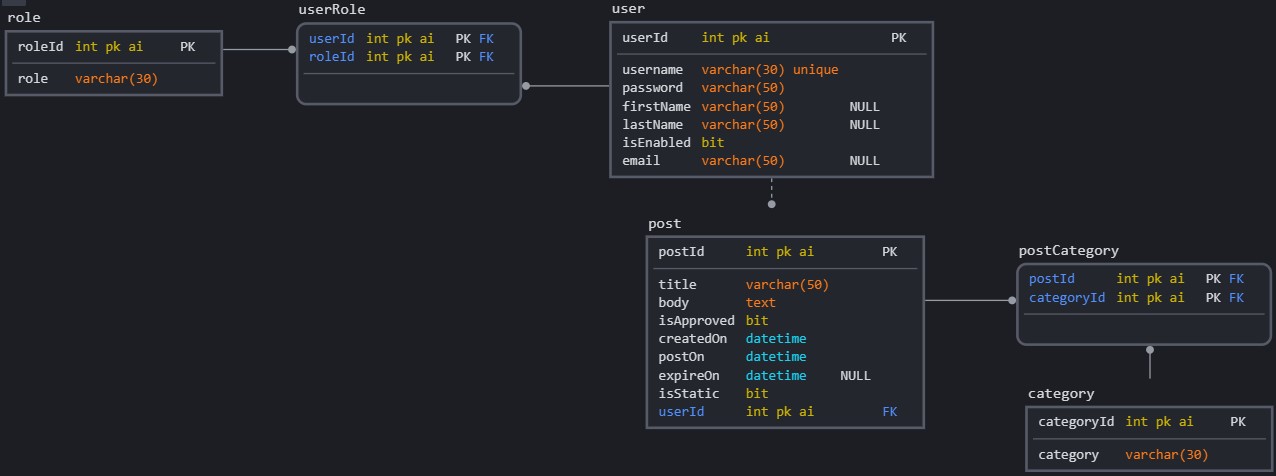 role
roleId int pk ai PK
role varchar(30)
userRole
userId int pk ai PK FK
roleId int pk ai PK FK
user
userId int pk ai PK
username varchar(30) unique
password varchar(50)
firstName varchar(50) NULL
lastName varchar(50) NULL
isEnabled bit
email varchar(50) NULL
post
postId int pk ai PK
title varchar(50)
body text
isApproved bit
createdOn datetime
postOn datetime
expireOn datetime NULL
isStatic bit
userId int pk ai FK
postCategory
postId int pk ai PK FK
categoryId int pk ai PK FK
category
categoryId int pk ai PK
category varchar(30)